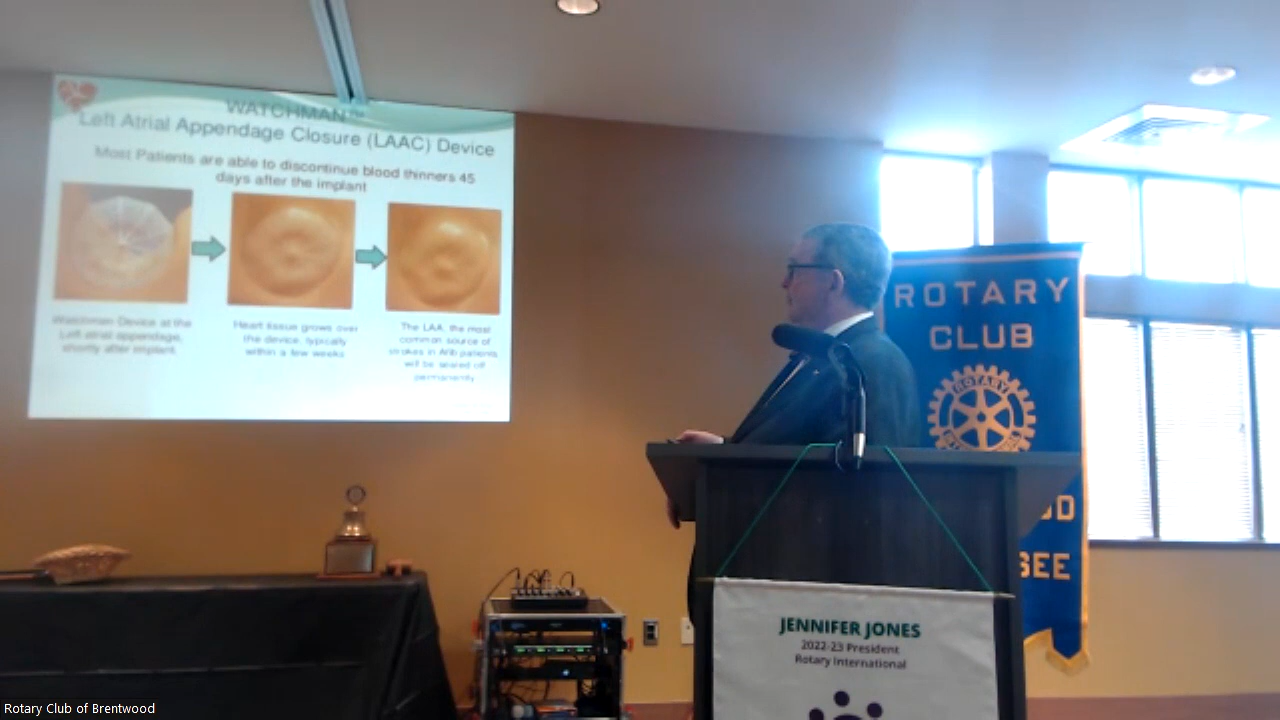 WATCHMAN™
Left Atrial Appendage Closure (LAAC) Device
Most Patients are able to discontinue blood thinners 45
days after the implant
Watchman Device at the
Left atrial appendage,
shortly after implant.
Heart tissue grows over
the device, typically
within a few weeks
The LAA, the most
common source of
strokes in Afib patients,
will be sealed off
permanently.
ROTARY
CLUB
ROTARY
OD
SEE
JENNIFER JONES
2022-23 President
Rotary International
Rotary Club of Brentwood